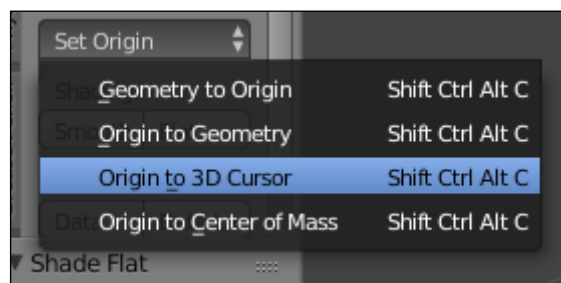 Set Origin
Geometry to Origin Shift Ctrl Alt C
Origin to Geometry Shift Ctrl Alt C
Origin to 3D Cursor Shift Ctrl Alt C
Origin to Center of Mass Shift Ctrl Alt C
Shade Flat